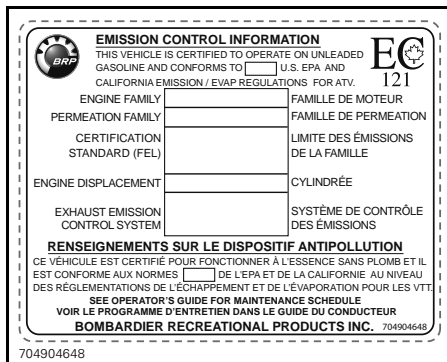 EMISSION CONTROL INFORMATION
BRP
THIS VEHICLE IS CERTIFIED TO OPERATE ON UNLEADED
GASOLINE AND CONFORMS TO U.S. EPA AND
CALIFORNIA EMISSION / EVAP REGULATIONS FOR ATV.
EC
121
ENGINE FAMILY FAMILLE DE MOTEUR
PERMEATION FAMILY FAMILLE DE PERMEATION
CERTIFICATION LIMITE DES ÉMISSIONS
STANDARD (FEL) DE LA FAMILLE
ENGINE DISPLACEMENT CYLINDRÉE
EXHAUST EMISSION SYSTÈME DE CONTRÔLE
CONTROL SYSTEM DES ÉMISSIONS
RENSEIGNEMENTS SUR LE DISPOSITIF ANTIPOLLUTION
CE VÉHICULE EST CERTIFIÉ POUR FONCTIONNER À L'ESSENCE SANS PLOMB ET IL
EST CONFORME AUX NORMES DE L'EPA ET DE LA CALIFORNIE AU NIVEAU
DES RÉGLEMENTATIONS DE L'ÉCHAPPEMENT ET DE L'ÉVAPORATION POUR LES VTT.
SEE OPERATOR'S GUIDE FOR MAINTENANCE SCHEDULE
VOIR LE PROGRAMME D'ENTRETIEN DANS LE GUIDE DU CONDUCTEUR
BOMBARDIER RECREATIONAL PRODUCTS INC. 704904648
704904648